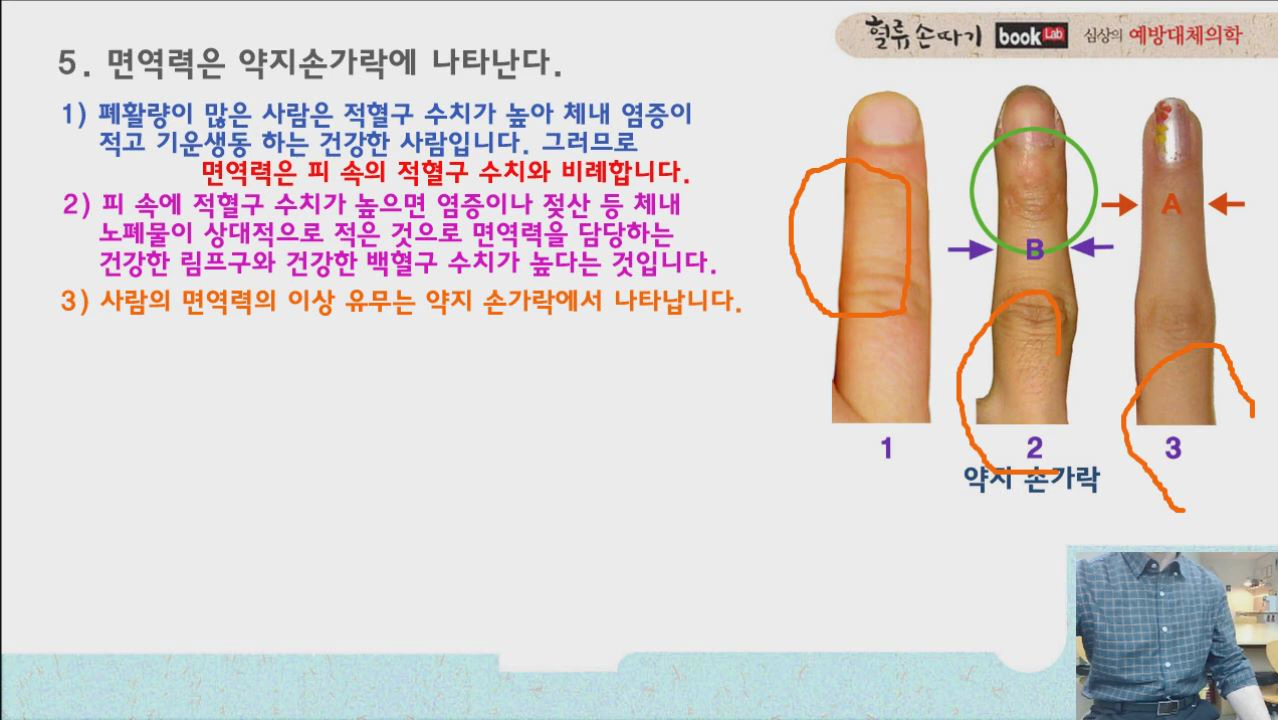 혈류 손따기 book Lab 심상의 예방대체의학
5. 면역력은 약지손가락에 나타난다.
1) 폐활량이 많은 사람은 적혈구 수치가 높아 체내 염증이
적고 기운생동 하는 건강한 사람입니다. 그러므로
면역력은 피 속의 적혈구 수치와 비례합니다.
2) 피 속에 적혈구 수치가 높으면 염증이나 젖산 등 체내
노폐물이 상대적으로 적은 것으로 면역력을 담당하는
건강한 림프구와 건강한 백혈구 수치가 높다는 것입니다.
3) 사람의 면역력의 이상 유무는 약지 손가락에서 나타납니다.
A
B
1 2 3
약지 손가락